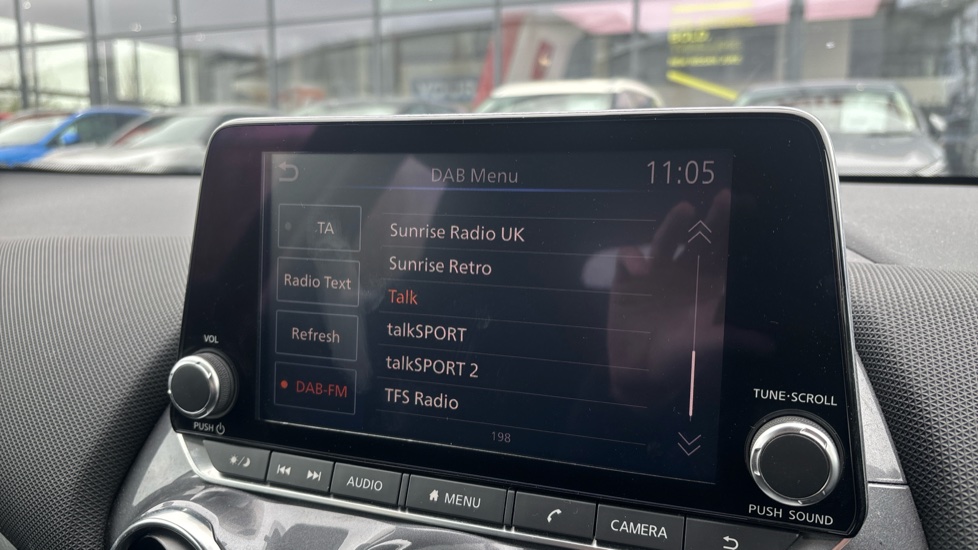 DAB Menu
11:05
TA
Radio Text
Refresh
DAB-FM
Sunrise Radio UK
Sunrise Retro
Talk
talkSPORT
talkSPORT 2
TFS Radio
198
VOL
PUSH
TUNE·SCROLL
PUSH SOUND
AUDIO
MENU
CAMERA